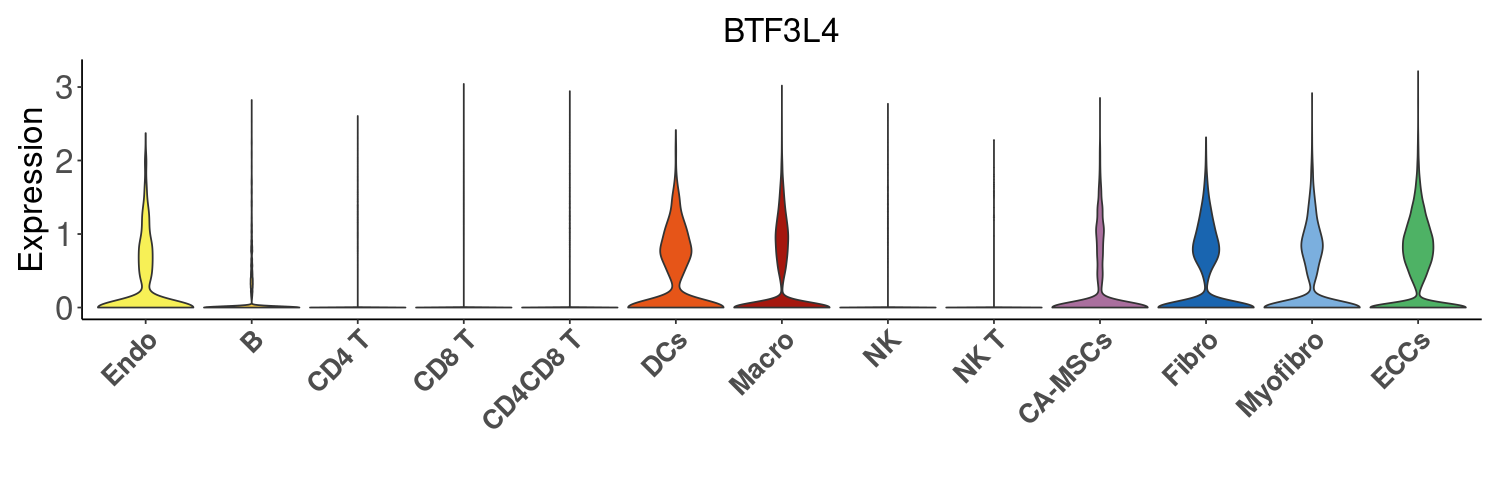 BTF3L4
Expression
3
2
1
0
Endo
B
CD4 T
CD8 T
CD4CD8 T
DCs
Macro
NK
NK T
CA-MSCs
Fibro
Myofibro
ECCs